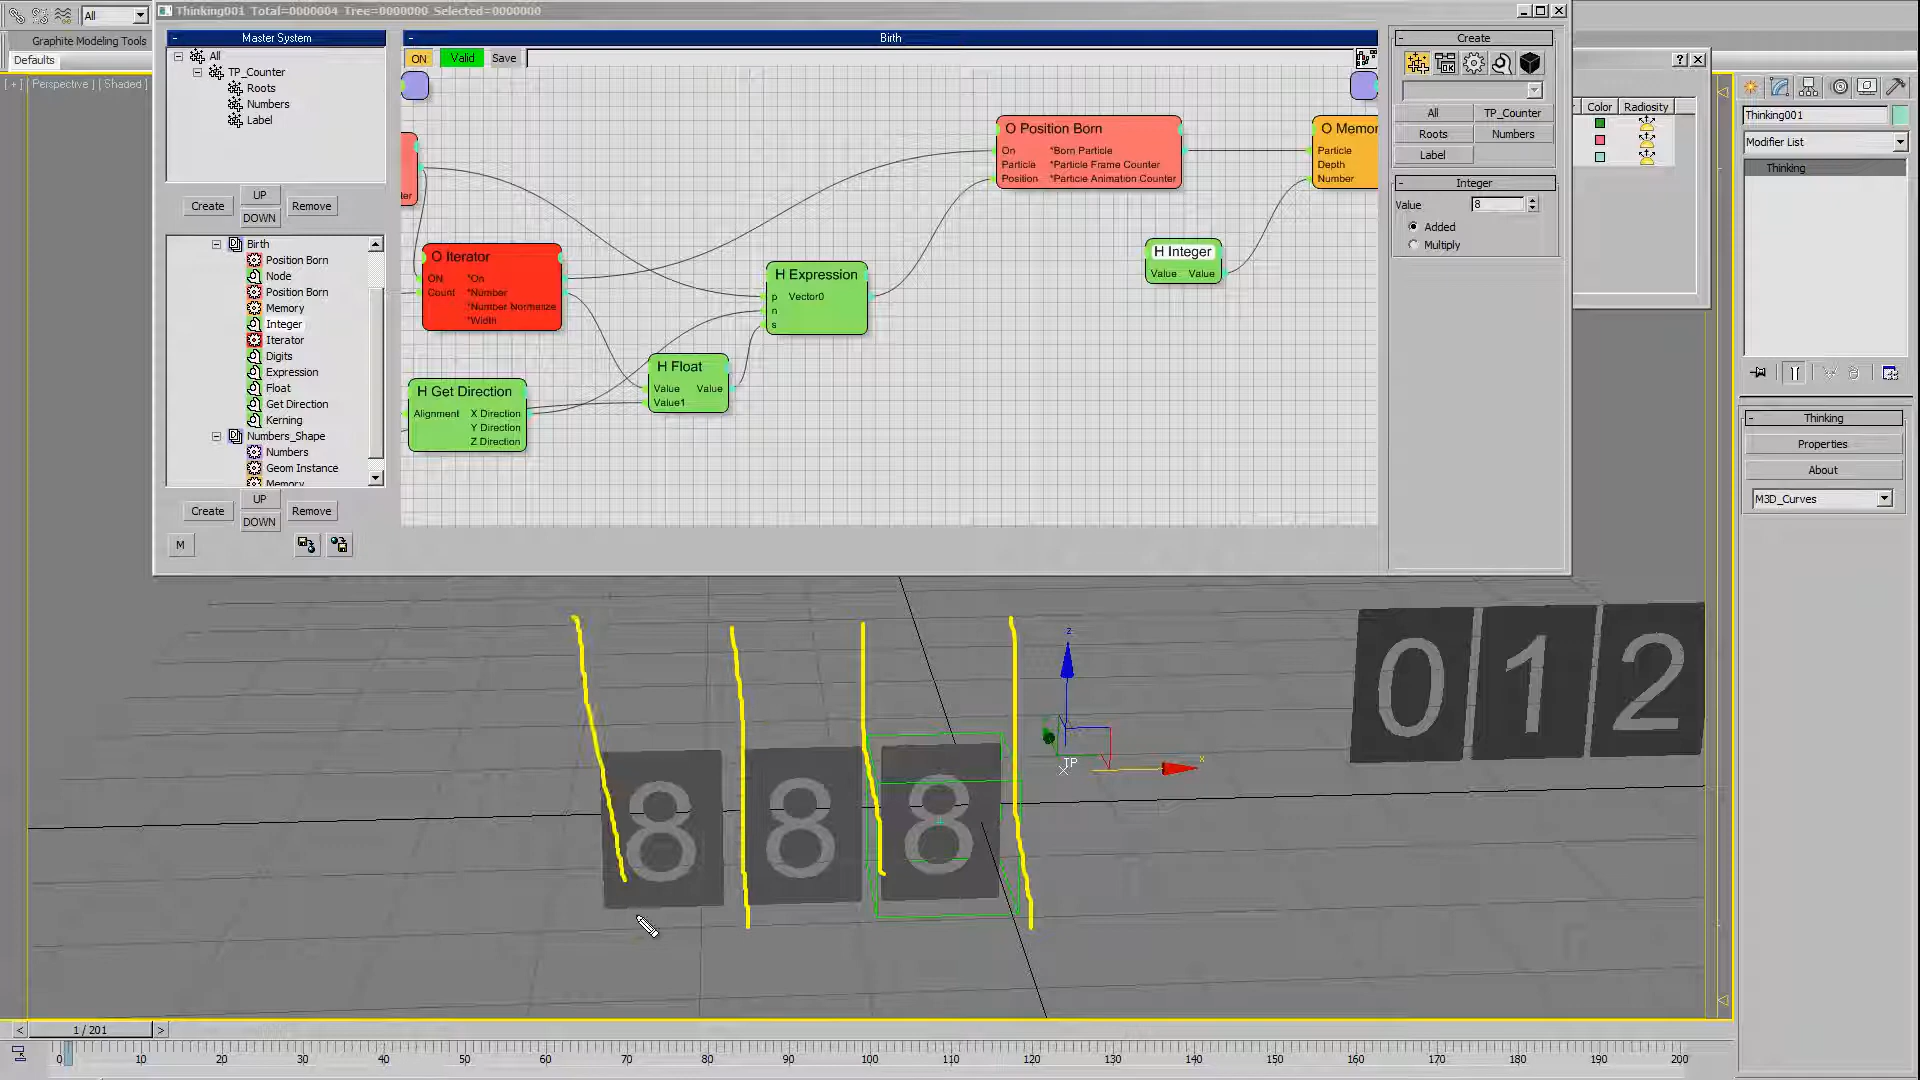 Thinking001 Total=0000004 Tree=0000000 Selected=0000000
All
Graphite Modeling Tools
Defaults
[ + ] [ Perspective ] [ Shaded ]
Master System
All
TP_Counter
Roots
Numbers
Label
Create
UP
DOWN
Remove
Birth
Position Born
Node
Position Born
Memory
Integer
Iterator
Digits
Expression
Float
Get Direction
Kerning
Numbers_Shape
Numbers
Geom Instance
Memory
Create
UP
DOWN
Remove
M
Birth
ON
Valid
Save
O Iterator
ON *On
Count *Number
*Number Normalize
*Width
H Get Direction
Alignment X Direction
Y Direction
Z Direction
H Float
Value Value
Value1
H Expression
p Vector0
n
s
O Position Born
On *Born Particle
Particle *Particle Frame Counter
Position *Particle Animation Counter
H Integer
Value Value
O Memor
Particle
Depth
Number
Create
All TP_Counter
Roots Numbers
Label
Integer
Value 8
Added
Multiply
Color Radiosity
Thinking001
Modifier List
Thinking
Thinking
Properties
About
M3D_Curves
8 8 8
z
x
TP
0 1 2
1 / 201
0 10 20 30 40 50 60 70 80 90 100 110 120 130 140 150 160 170 180 190 200